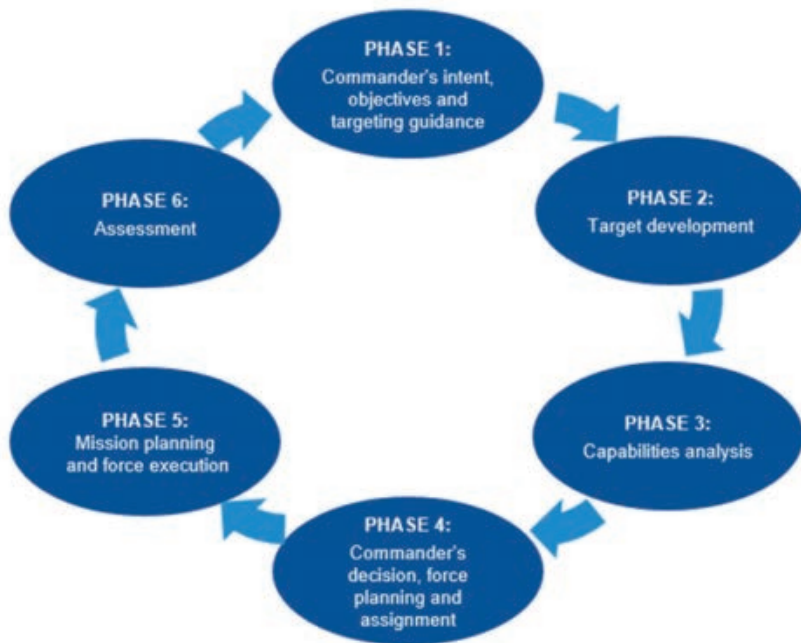 PHASE 1:
Commander's intent,
objectives and
targeting guidance
PHASE 2:
Target development
PHASE 3:
Capabilities analysis
PHASE 4:
Commander's
decision, force
planning and
assignment
PHASE 5:
Mission planning
and force execution
PHASE 6:
Assessment